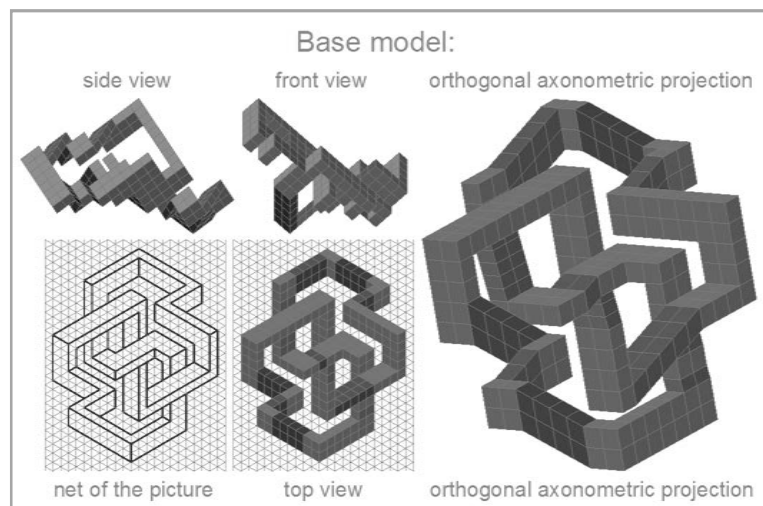 Base model:
side view
front view
orthogonal axonometric projection
net of the picture
top view
orthogonal axonometric projection